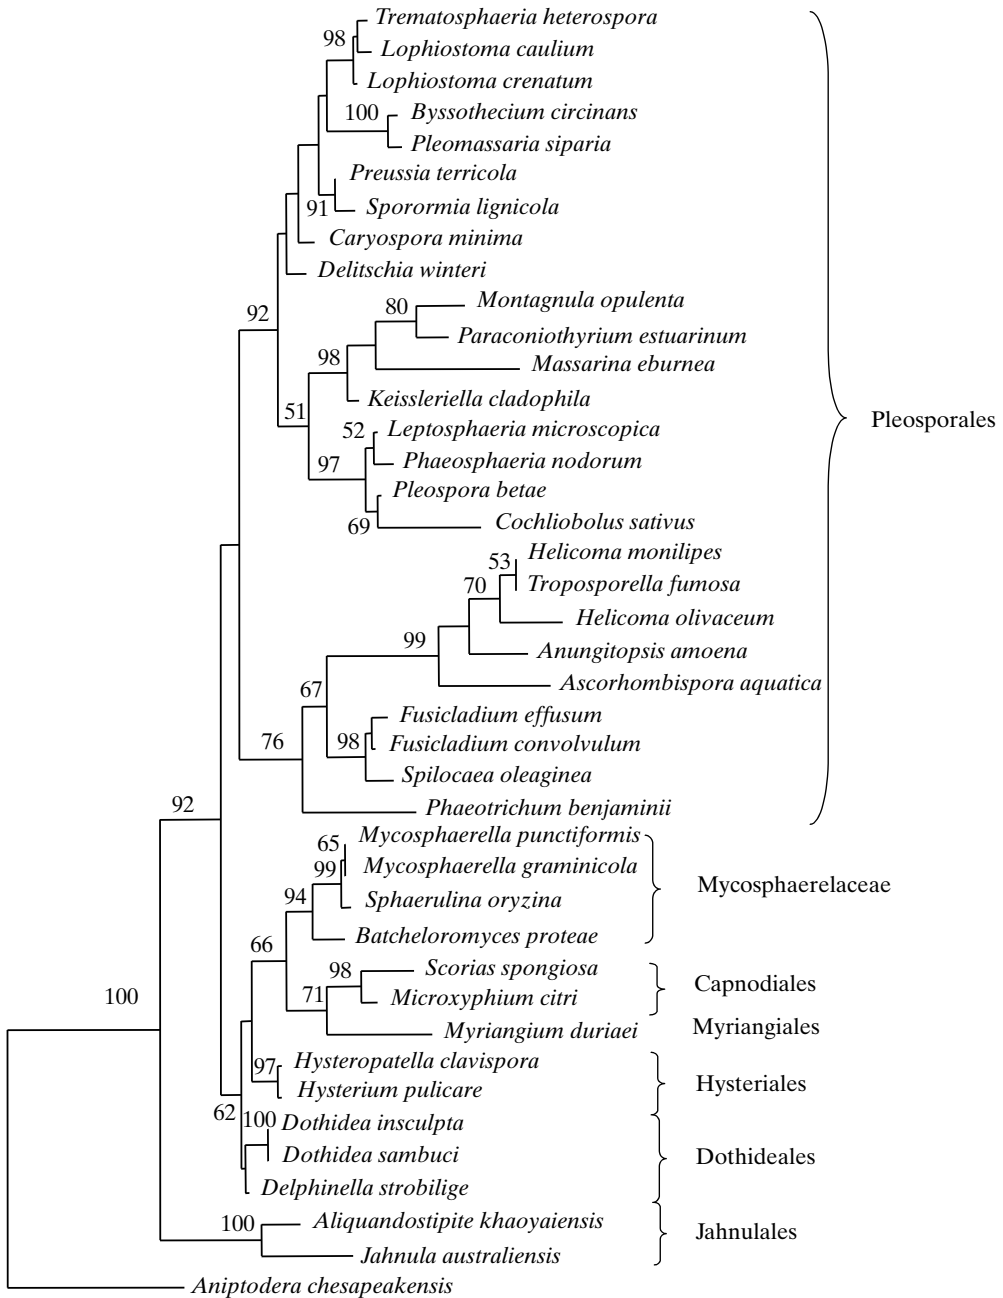 Trematosphaeria heterospora
98
Lophiostoma caulium
Lophiostoma crenatum
100
Byssothecium circinans
Pleomassaria siparia
Preussia terricola
91
Sporormia lignicola
Caryospora minima
Delitschia winteri
92
80
Montagnula opulenta
Paraconiothyrium estuarinum
98
Massarina eburnea
Keissleriella cladophila
51
Pleosporales
52
Leptosphaeria microscopica
97
Phaeosphaeria nodorum
Pleospora betae
69
Cochliobolus sativus
Helicoma monilipes
53
Troposporella fumosa
70
Helicoma olivaceum
99
Anungitopsis amoena
Ascorhombispora aquatica
67
Fusicladium effusum
76
98
Fusicladium convolvulum
Spilocaea oleaginea
92
Phaeotrichum benjaminii
Mycosphaerella punctiformis
65
Mycosphaerella graminicola
99
Mycosphaerelaceae
94
Sphaerulina oryzina
Batcheloromyces proteae
66
98
Scorias spongiosa
Capnodiales
71
Microxyphium citri
100
Myriangium duriaei
Myriangiales
97
Hysteropatella clavispora
Hysterium pulicare
Hysteriales
62
100
Dothidea insculpta
Dothidea sambuci
Dothideales
Delphinella strobilige
100
Aliquandostipite khaoyaiensis
Jahnulales
Jahnula australiensis
Aniptodera chesapeakensis